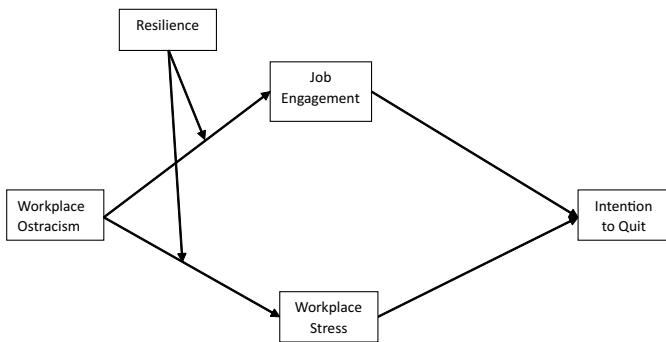 Resilience
Job
Engagement
Workplace
Ostracism
Intention
to Quit
Workplace
Stress